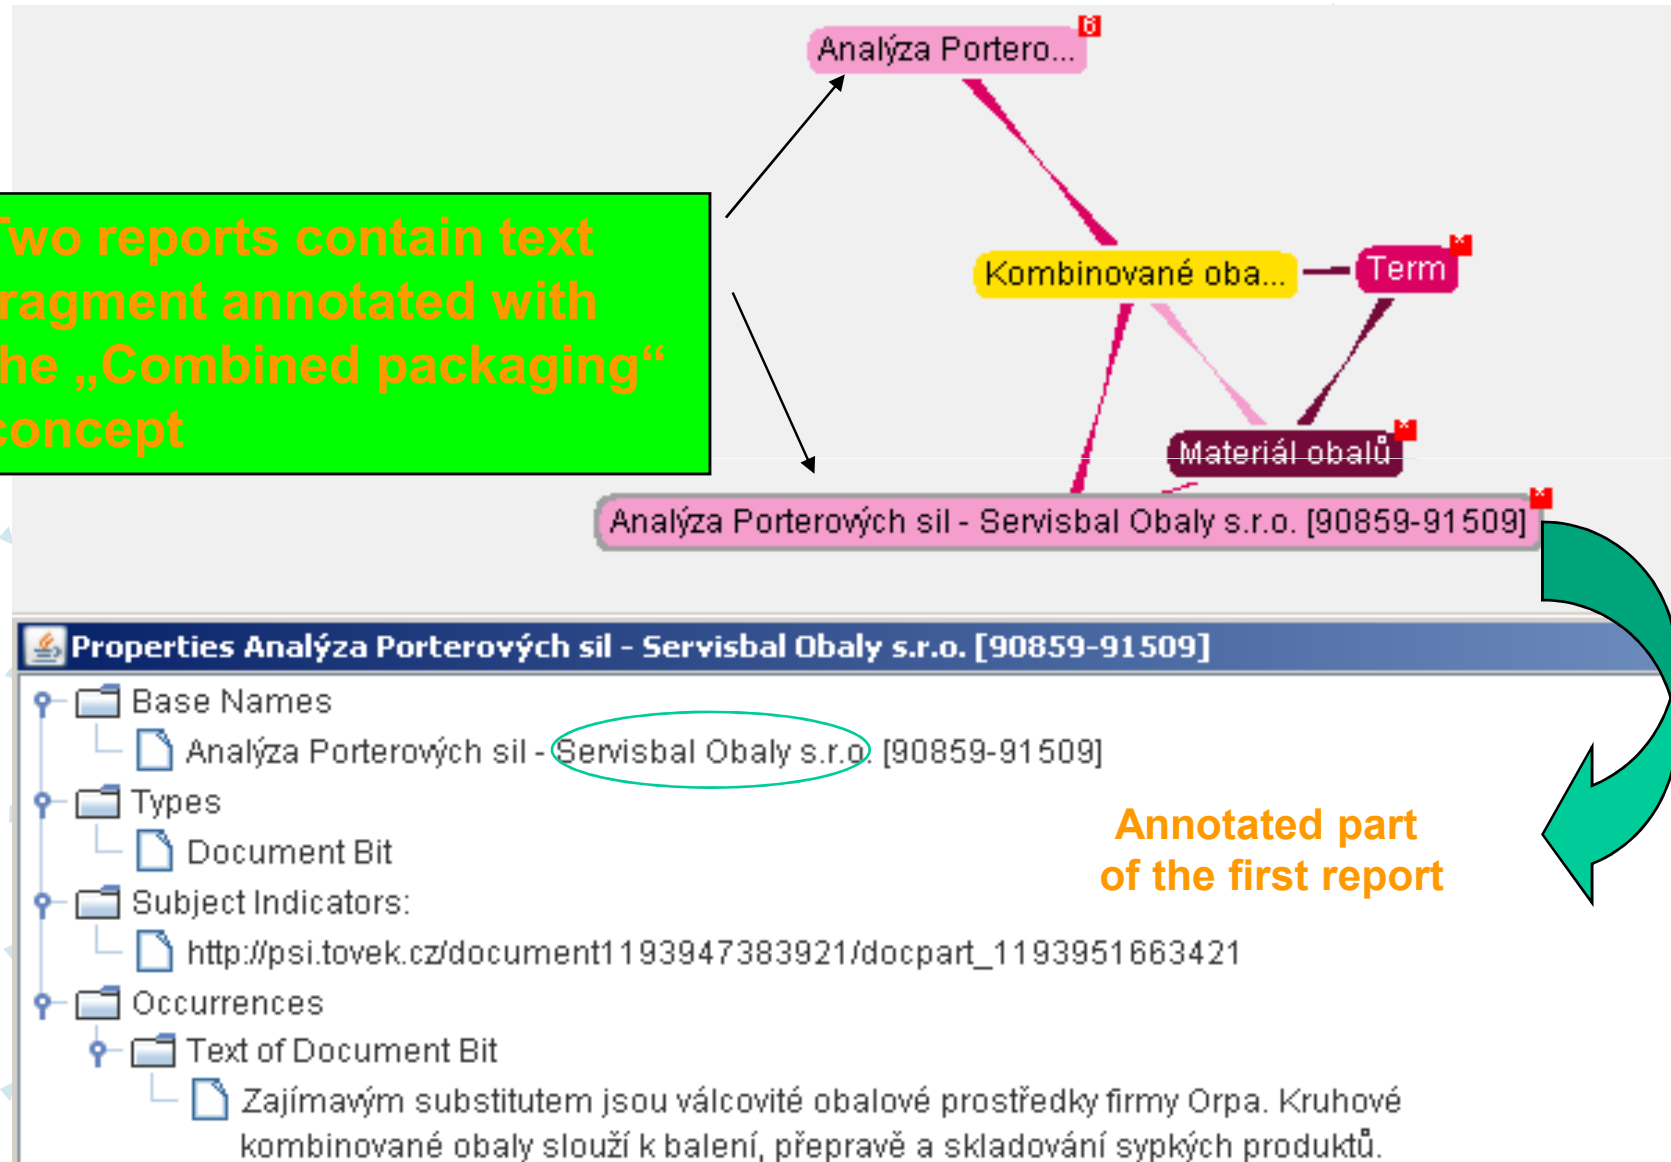 Analýza Portero...
6
Two reports contain text
fragment annotated with
the „Combined packaging“
concept
Kombinované oba...
Term
Materiál obalů
Analýza Porterových sil - Servisbal Obaly s.r.o. [90859-91509]
Properties Analýza Porterových sil - Servisbal Obaly s.r.o. [90859-91509]
Base Names
Analýza Porterových sil - Servisbal Obaly s.r.o. [90859-91509]
Types
Document Bit
Annotated part
of the first report
Subject Indicators:
http://psi.tovek.cz/document1193947383921/docpart_1193951663421
Occurrences
Text of Document Bit
Zajímavým substitutem jsou válcovité obalové prostředky firmy Orpa. Kruhové
kombinované obaly slouží k balení, přepravě a skladování sypkých produktů.